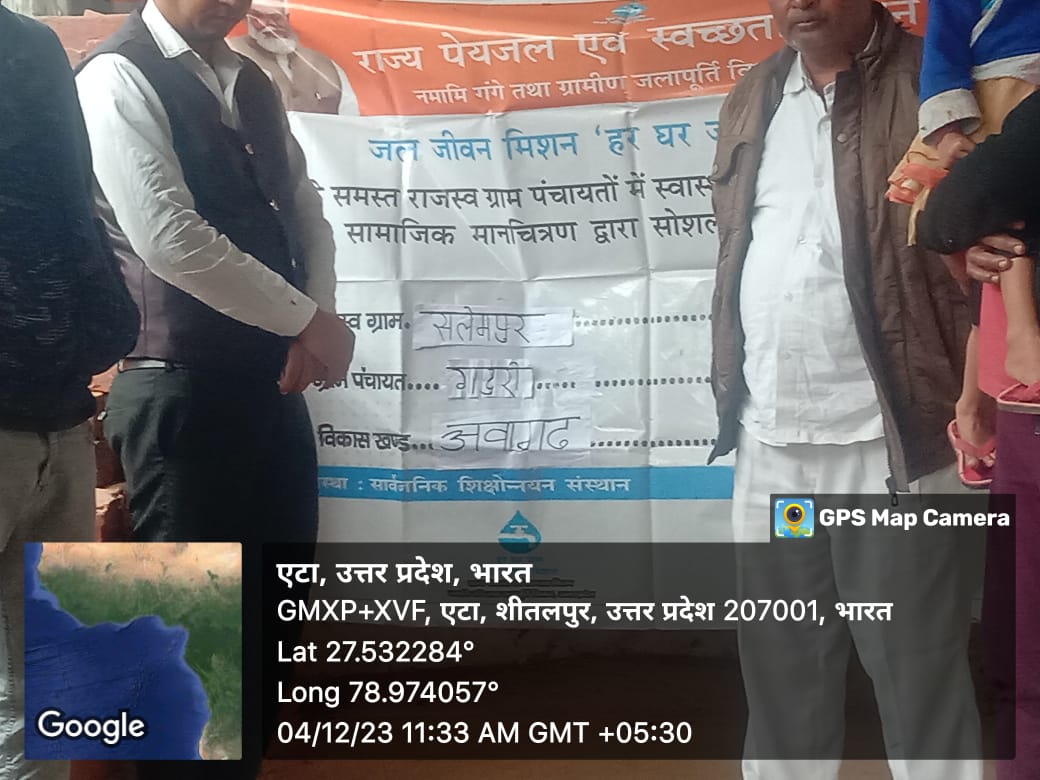 राज्य पेयजल एवं स्वच्छत
नमामि गंगे तथा ग्रामीण जलापूर्ति वि
जल जीवन मिशन 'हर घर ज
समस्त राजस्व ग्राम पंचायतों में स्वास्
सामाजिक मानचित्रण द्वारा सोशल
स्व ग्राम. सलेमपुर
पंचायत.... गदेरी
विकास खण्ड... अवागढ
स्था : सार्वजनिक शिक्षोन्नयन संस्थान
GPS Map Camera
एटा, उत्तर प्रदेश, भारत
GMXP+XVF, एटा, शीतलपुर, उत्तर प्रदेश 207001, भारत
Lat 27.532284°
Long 78.974057°
04/12/23 11:33 AM GMT +05:30
Google